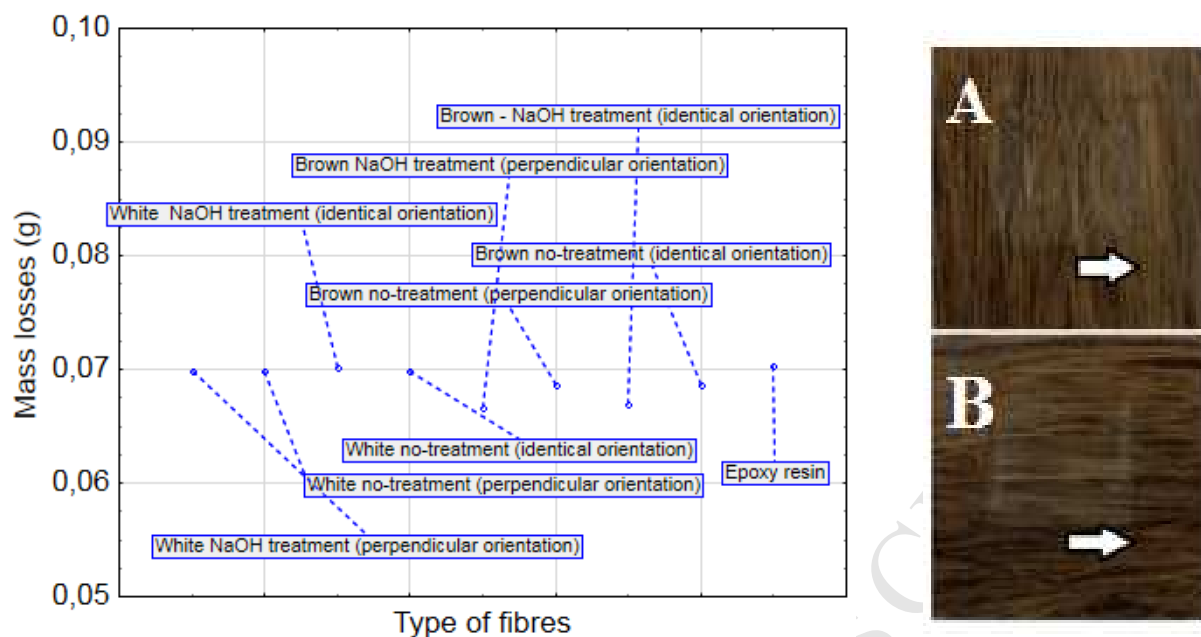 0,10
0,09
0,08
0,07
0,06
0,05
Mass losses (g)
Type of fibres
Brown - NaOH treatment (identical orientation)
Brown NaOH treatment (perpendicular orientation)
White  NaOH treatment (identical orientation)
Brown no-treatment (identical orientation)
Brown no-treatment (perpendicular orientation)
White no-treatment (identical orientation)
Epoxy resin
White no-treatment (perpendicular orientation)
White NaOH treatment (perpendicular orientation)
A
B